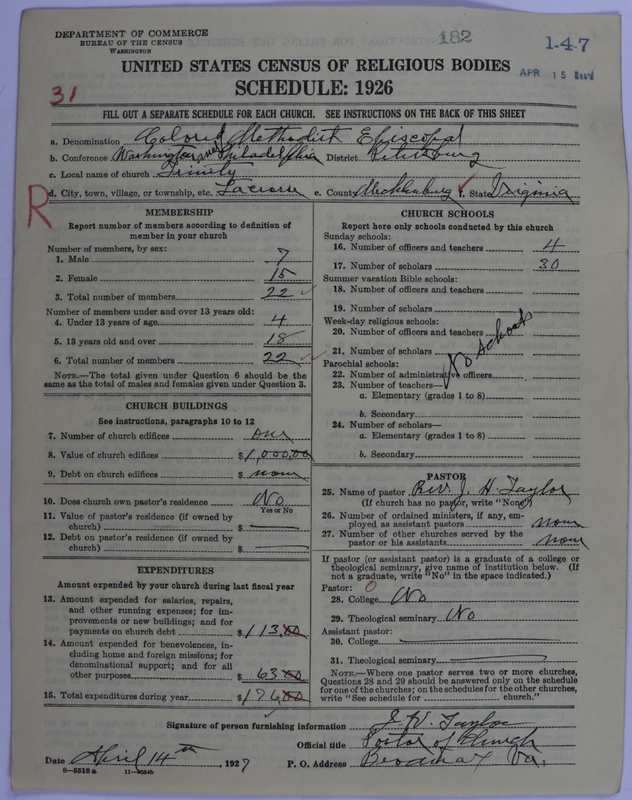 DEPARTMENT OF COMMERCE
BUREAU OF THE CENSUS
WASHINGTON
182
1-4-7
APR 15 Rec'd
UNITED STATES CENSUS OF RELIGIOUS BODIES
SCHEDULE: 1926
31
FILL OUT A SEPARATE SCHEDULE FOR EACH CHURCH. SEE INSTRUCTIONS ON THE BACK OF THIS SHEET
a. Denomination Colored Methodist Episcopal
b. Conference Washington and Philadelphia District Petersburg
c. Local name of church Trinity
R
d. City, town, village, or township, etc. e. County Mecklenburg f. State Virginia
MEMBERSHIP
Report number of members according to definition of member in your church
Number of members, by sex:
1. Male 7
2. Female 15
3. Total number of members 22
Number of members under and over 13 years old:
4. Under 13 years of age 4
5. 13 years old and over 18
6. Total number of members 22
NOTE.—The total given under Question 6 should be the
same as the total of males and females given under Question 3.
CHURCH BUILDINGS
See instructions, paragraphs 10 to 12
7. Number of church edifices one
8. Value of church edifices $1,000,00
9. Debt on church edifices $ none
10. Does church own pastor's residence No
Yes or No
11. Value of pastor's residence (if owned by
church) $
12. Debt on pastor's residence (if owned by
church) $
EXPENDITURES
Amount expended by your church during last fiscal year
13. Amount expended for salaries, repairs,
and other running expenses; for im-
provements or new building; and for
payments on church debt $113.00
14. Amount expended for benevolences, in-
cluding home and foreign missions; for
denominational support; and for all
other purposes $ 63.00
15. Total expenditures during year $176.00
CHURCH SCHOOLS
Report here only schools conducted by this church
Sunday schools:
16. Number of officers and teachers 4
17. Number of scholars 30
Summer vacation Bible schools:
18. Number of officers and teachers
19. Number of scholars
Week-day religious schools:
20. Number of officers and teachers
21. Number of scholars
No School
Parochial schools:
22. Number of administrative officers
23. Number of teachers—
a. Elementary (grades 1 to 8)
b. Secondary
24. Number of scholars—
a. Elementary (grades 1 to 8)
b. Secondary
PASTOR
25. Name of pastor Rev. J. H. Taylor
(If church has no pastor, write "None")
26. Number of ordained ministers, if any, em-
ployed as assistant pastors none
27. Number of other churches served by the
pastor or his assistants none
If pastor (or assistant pastor) is a graduate of a college or
theological seminary, give name of institution below. (If
not a graduate, write "No" in the space indicated.)
Pastor: 0
28. College No
29. Theological seminary No
Assistant pastor:
30. College
31. Theological seminary
NOTE.—Where one pastor serves two or more churches,
Questions 28 and 29 should be answered only on the schedule
for one of the churches; on the schedules for the other churches,
write "See schedule for church."
Signature of person furnishing information J. H. Taylor
Official title Pastor of Church
Date April 14th, 1927 P. O. Address Brodnax Va.
8—5518 a